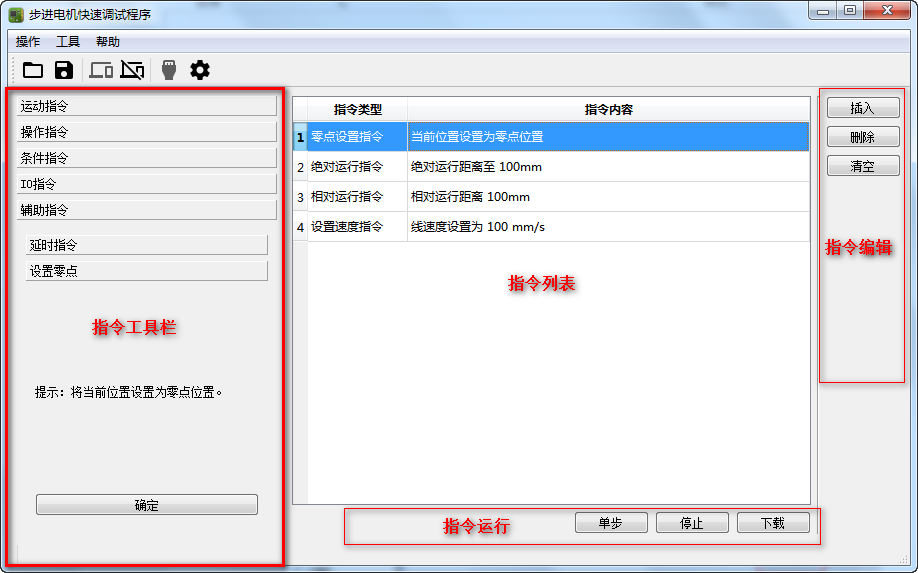 步进电机快速调试程序
操作 工具 帮助
运动指令
操作指令
条件指令
IO指令
辅助指令
延时指令
设置零点
指令工具栏
提示：将当前位置设置为零点位置。
确定
指令类型 指令内容
1 零点设置指令 当前位置设置为零点位置
2 绝对运行指令 绝对运行距离至 100mm
3 相对运行指令 相对运行距离 100mm
4 设置速度指令 线速度设置为 100 mm/s
指令列表
插入
删除
清空
指令编辑
指令运行 单步 停止 下载